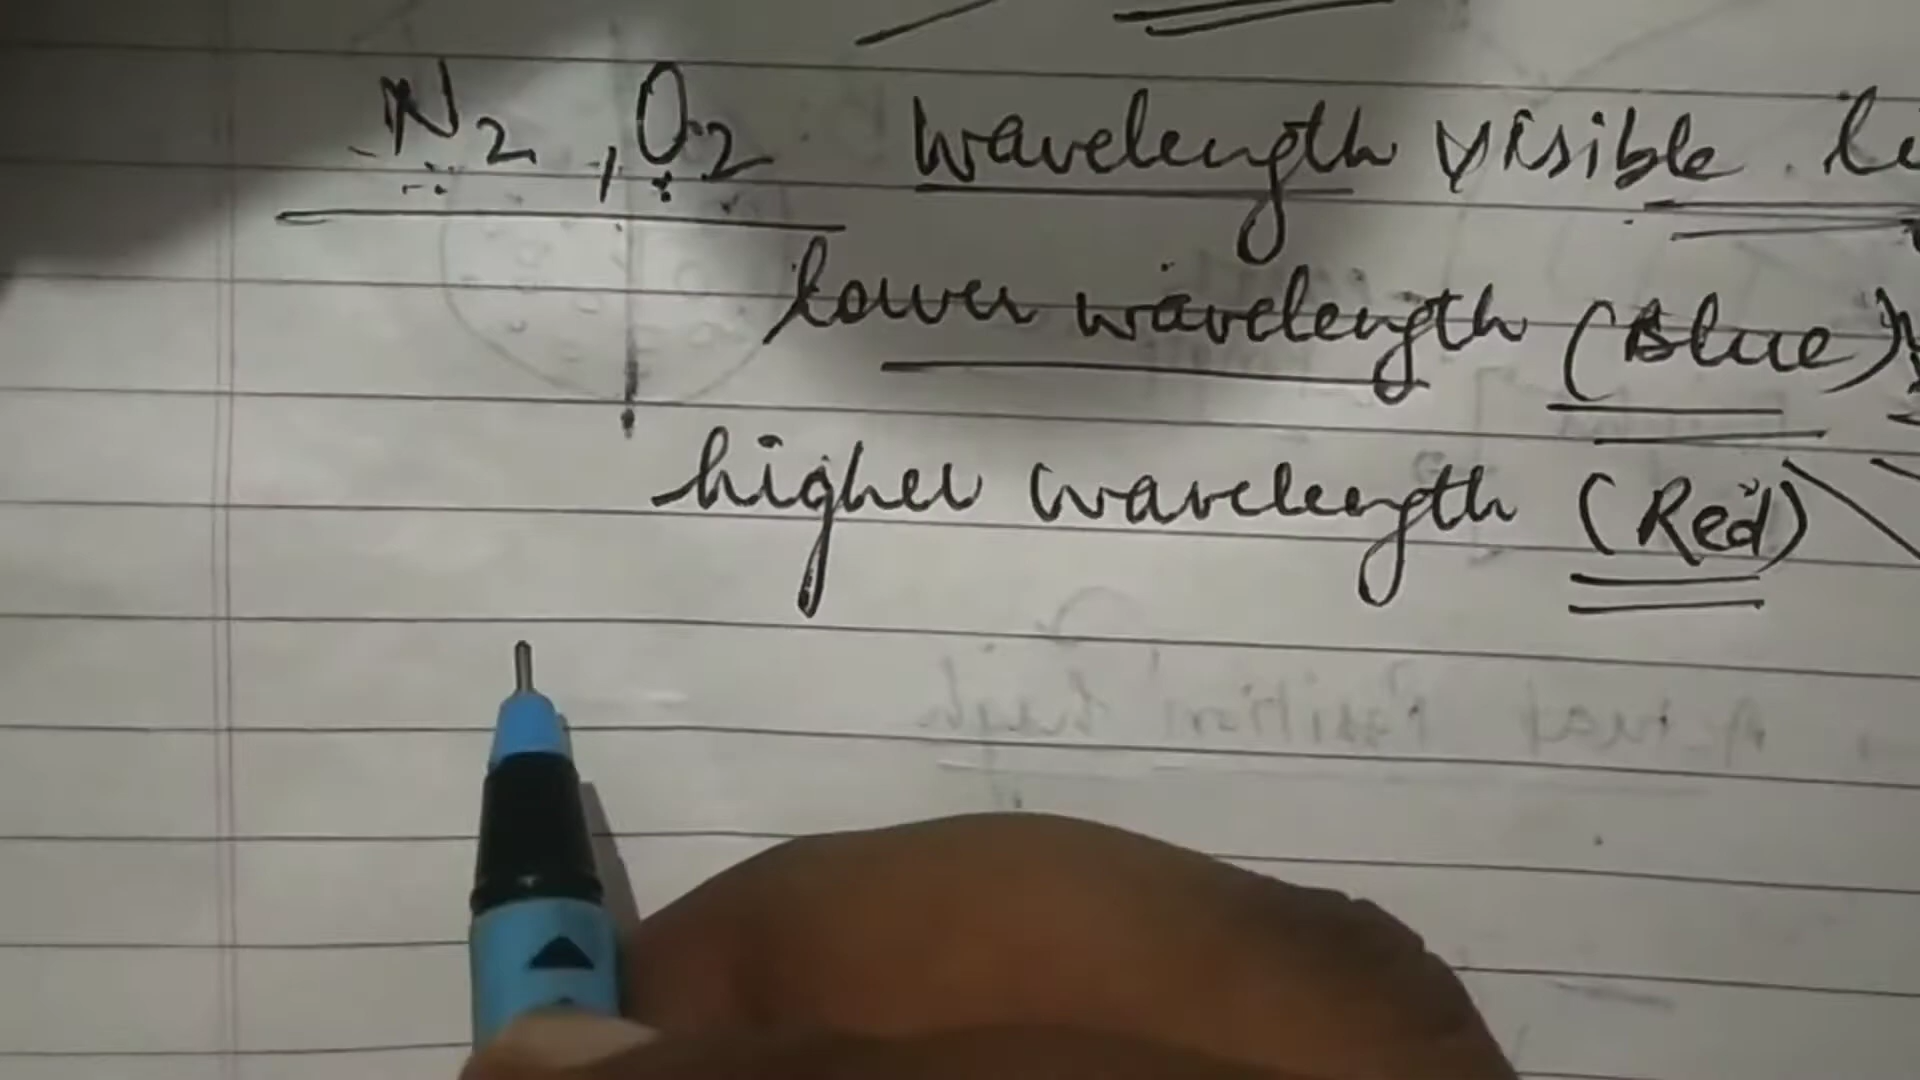 N2, O2 wavelength visible
lower wavelength (Blue)
higher wavelength (Red)